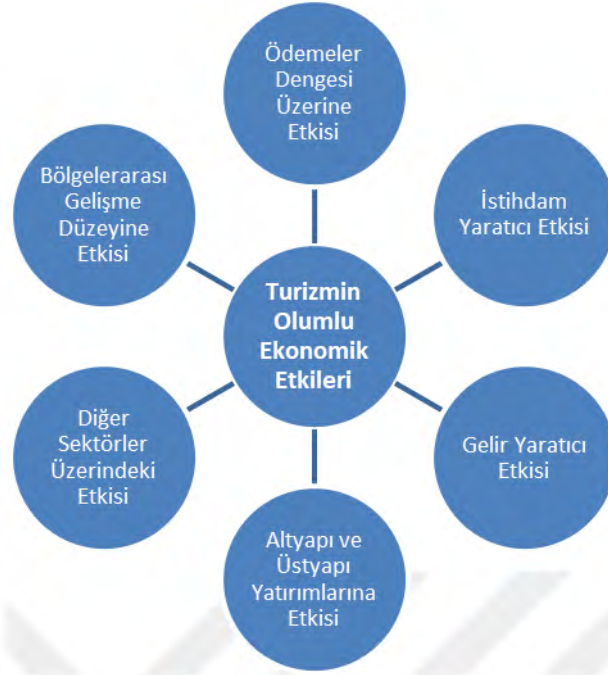 Ödemeler
Dengesi
Üzerine
Etkisi
İstihdam
Yaratıcı Etkisi
Gelir Yaratıcı
Etkisi
Altyapı ve
Üstyapı
Yatırımlarına
Etkisi
Diğer
Sektörler
Üzerindeki
Etkisi
Bölgelerarası
Gelişme
Düzeyine
Etkisi
Turizmin
Olumlu
Ekonomik
Etkileri